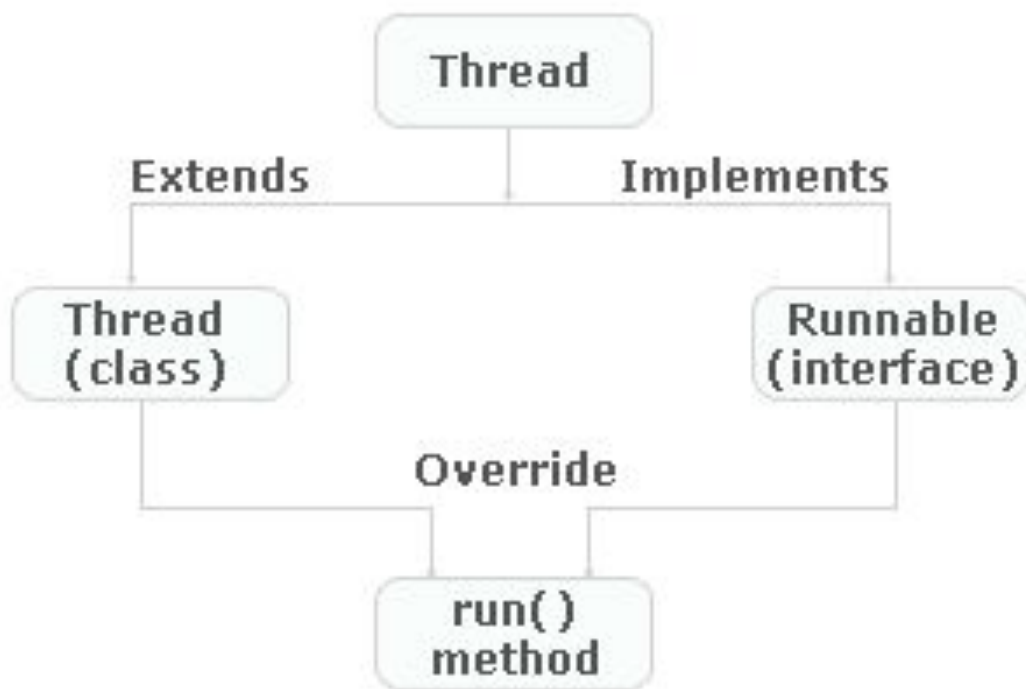 Thread
Extends
Implements
Thread
(class)
Runnable
(interface)
Override
run()
method